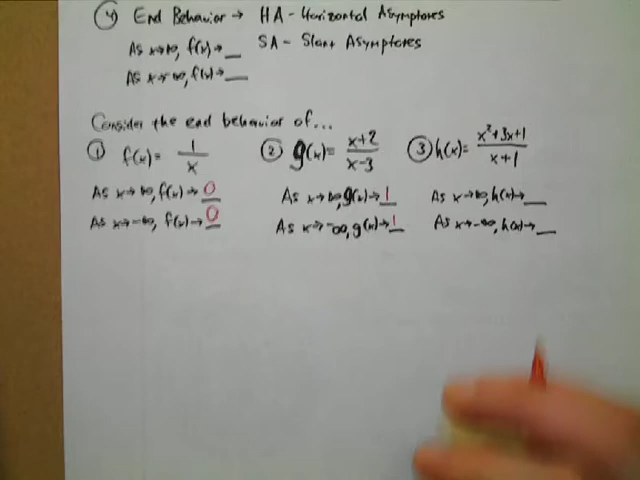 ④ End Behavior → HA - Horizontal Asymptotes
As x→∞, f(x)→__ SA - Slant Asymptotes
As x→-∞, f(x)→__
Consider the end behavior of...
① f(x)= 1/x ② g(x)= x+2/x-3 ③ h(x)= x²+3x+1/x+1
As x→∞, f(x)→0 As x→∞, g(x)→1 As x→∞, h(x)→__
As x→-∞, f(x)→0 As x→-∞, g(x)→1 As x→-∞, h(x)→__